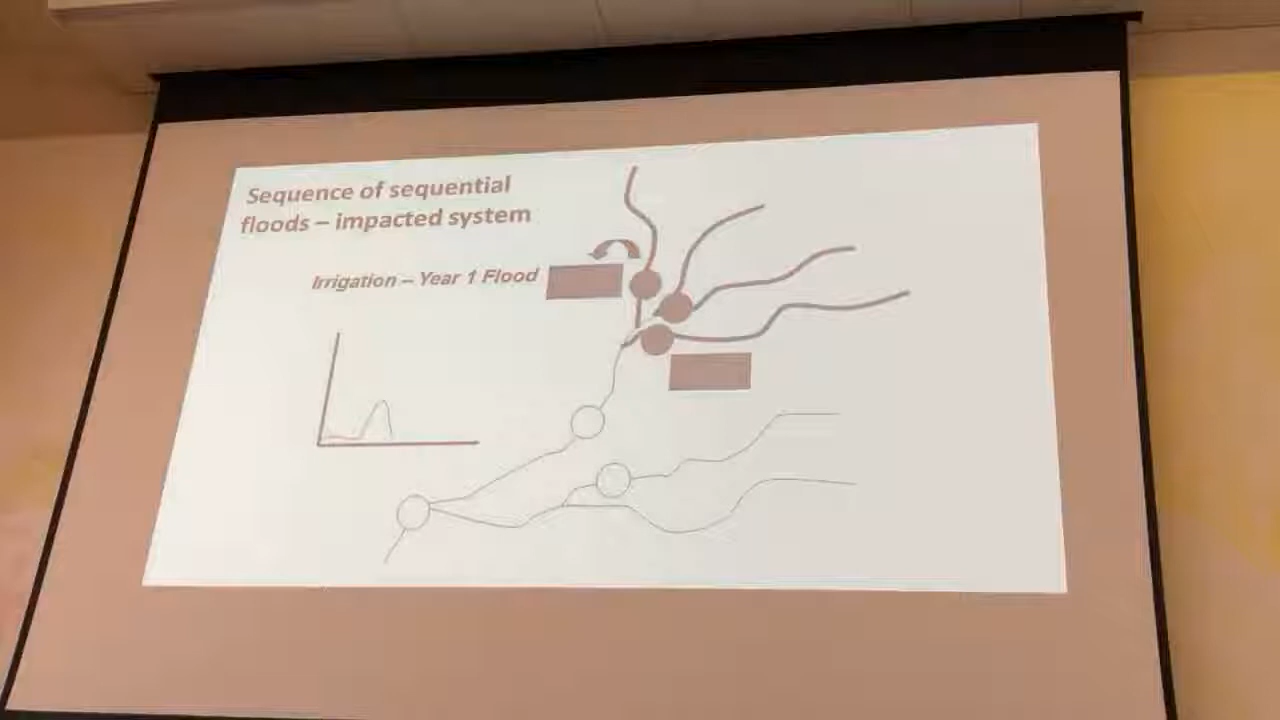 Sequence of sequential
floods – impacted system
Irrigation – Year 1 Flood